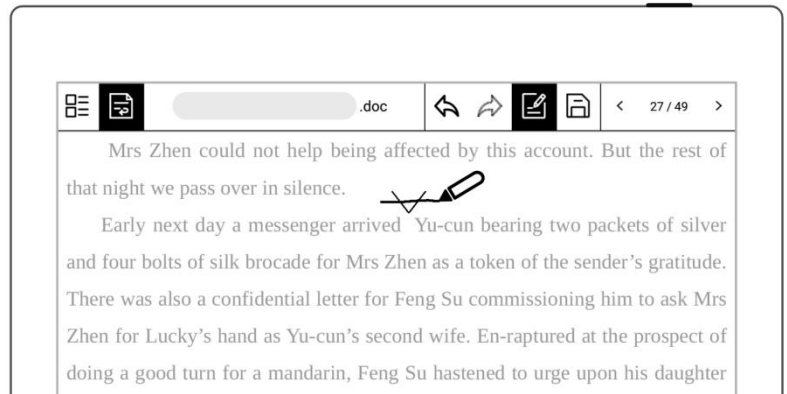 .doc
27 / 49
Mrs Zhen could not help being affected by this account. But the rest of
that night we pass over in silence.
Early next day a messenger arrived Yu-cun bearing two packets of silver
and four bolts of silk brocade for Mrs Zhen as a token of the sender’s gratitude.
There was also a confidential letter for Feng Su commissioning him to ask Mrs
Zhen for Lucky’s hand as Yu-cun’s second wife. En-raptured at the prospect of
doing a good turn for a mandarin, Feng Su hastened to urge upon his daughter